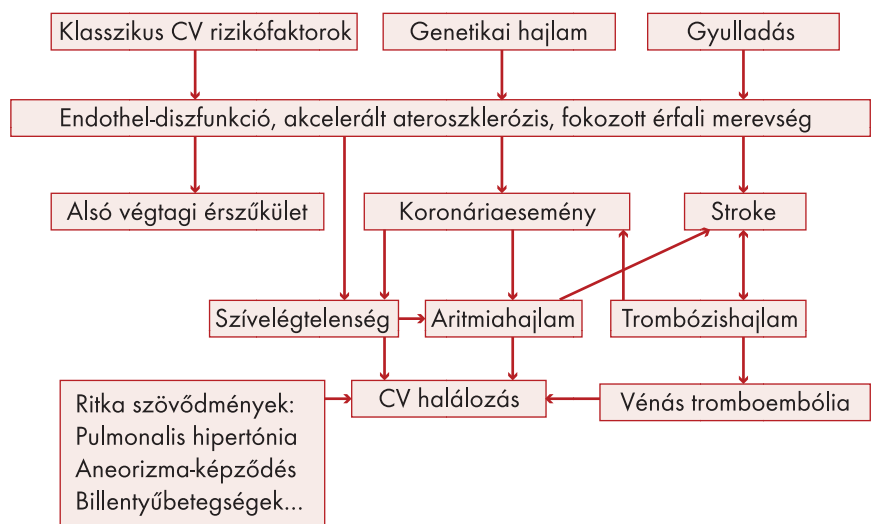 Klasszikus CV rizikófaktorok
Genetikai hajlam
Gyulladás
Endothel-diszfunkció, akcelerált ateroszklerózis, fokozott érfali merevség
Alsó végtagi érszűkület
Koronáriaesemény
Stroke
Szívelégtelenség
Aritmiahajlam
Trombózishajlam
CV halálozás
Vénás tromboembólia
Ritka szövődmények:
Pulmonalis hipertónia
Aneorizma-képződés
Billentyűbetegségek...